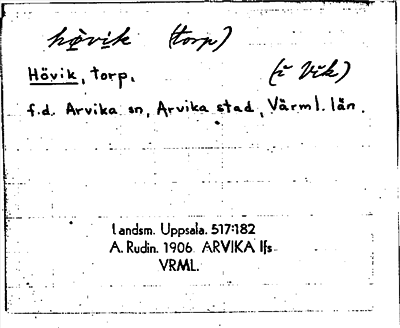 hövik (torp)
Hövik, torp. (i Vik)
f.d. Arvika sn, Arvika stad, Värml. län.
Landsm. Uppsala. 517:182
A. Rudin. 1906. ARVIKA lfs
VRML.